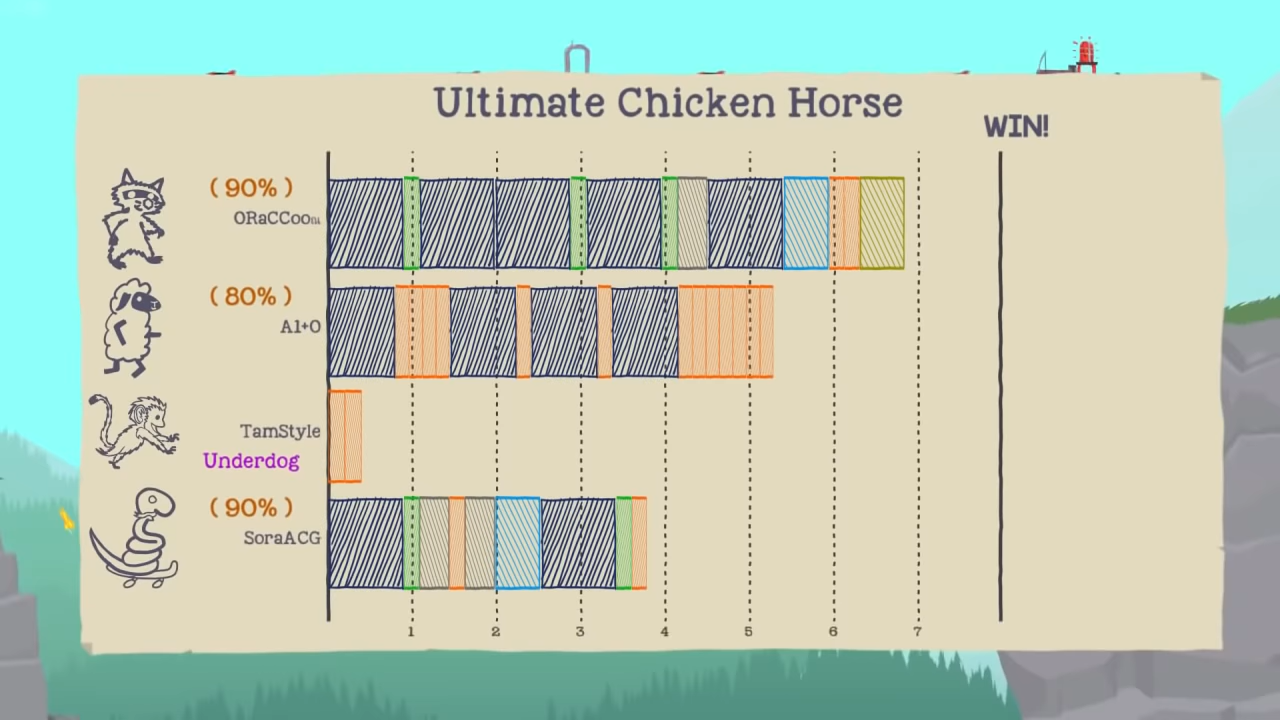 Ultimate Chicken Horse
WIN!
( 90% )
ORaCCoon
( 80% )
A1+0
TamStyle
Underdog
( 90% )
SoraACG
1 2 3 4 5 6 7